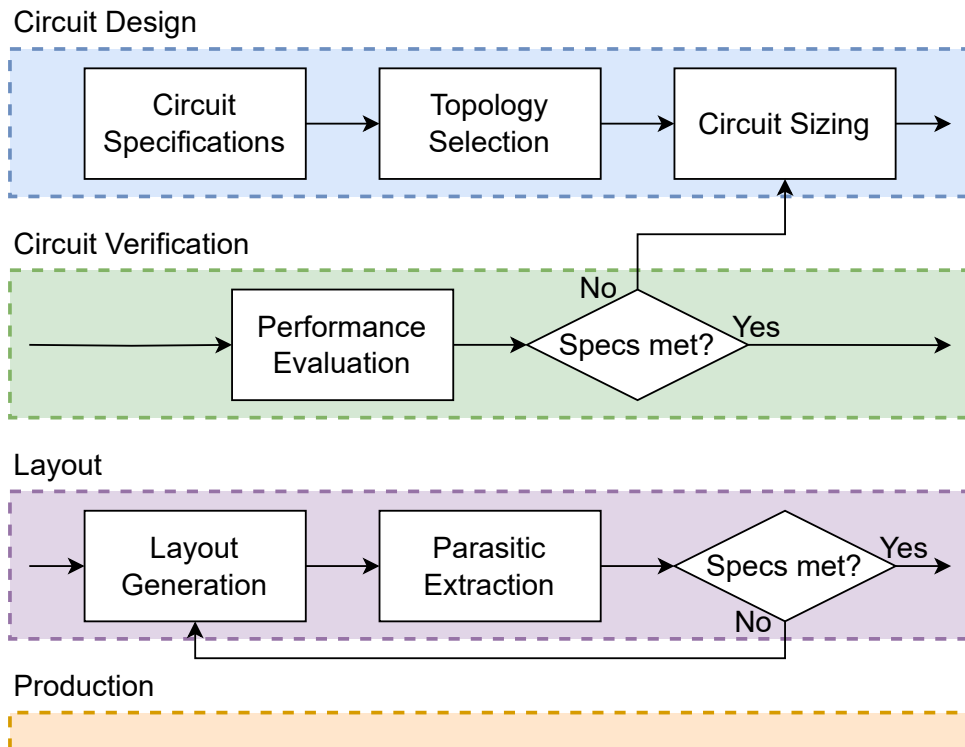 Circuit Design
Circuit
Specifications
Topology
Selection
Circuit Sizing
Circuit Verification
No
Performance
Evaluation
Specs met?
Yes
Layout
Layout
Generation
Parasitic
Extraction
Specs met?
Yes
No
Production